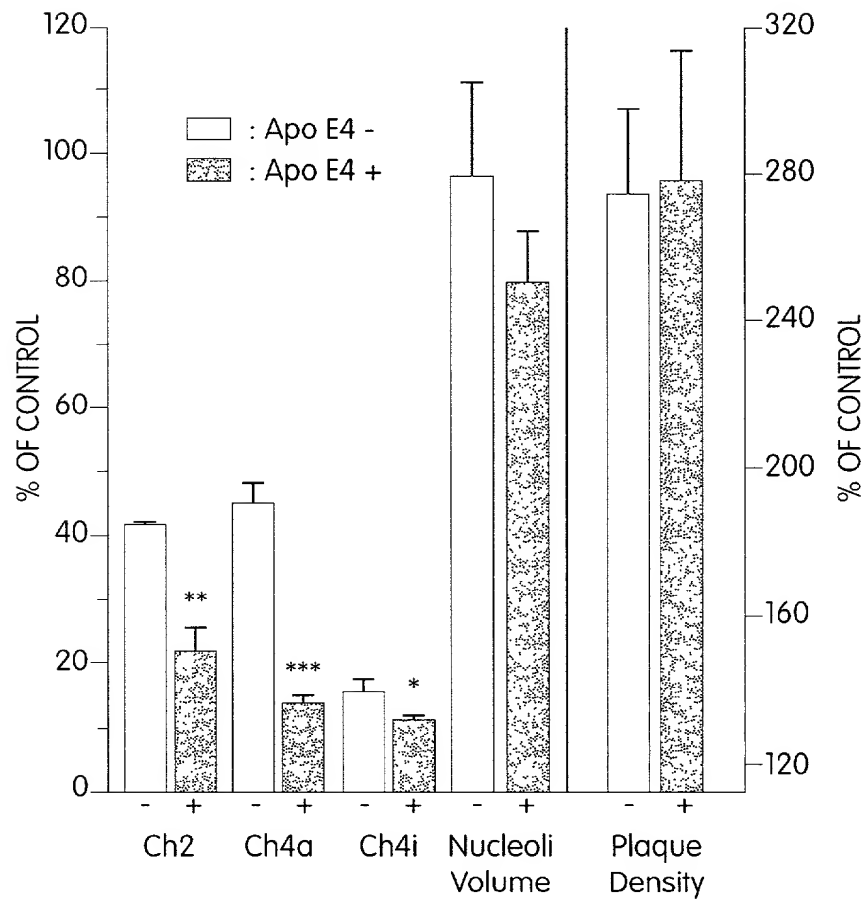 120
100
80
60
40
20
0
% OF CONTROL
: Apo E4 -
: Apo E4 +
**
***
*
320
280
240
200
160
120
% OF CONTROL
- + - + - + - + - +
Ch2 Ch4a Ch4i Nucleoli Volume Plaque Density